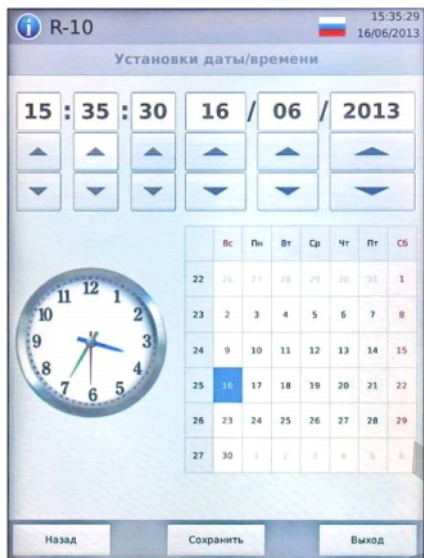 R-10
15:35:29
16/06/2013
Установки даты/времени
15 : 35 : 30 16 / 06 / 2013
Вс Пн Вт Ср Чт Пт Сб
22 26 27 28 29 30 31 1
23 2 3 4 5 6 7 8
24 9 10 11 12 13 14 15
25 16 17 18 19 20 21 22
26 23 24 25 26 27 28 29
27 30 1 2 3 4 5 6
12
11 1
10 2
9 3
8 4
7 5
6
Назад Сохранить Выход